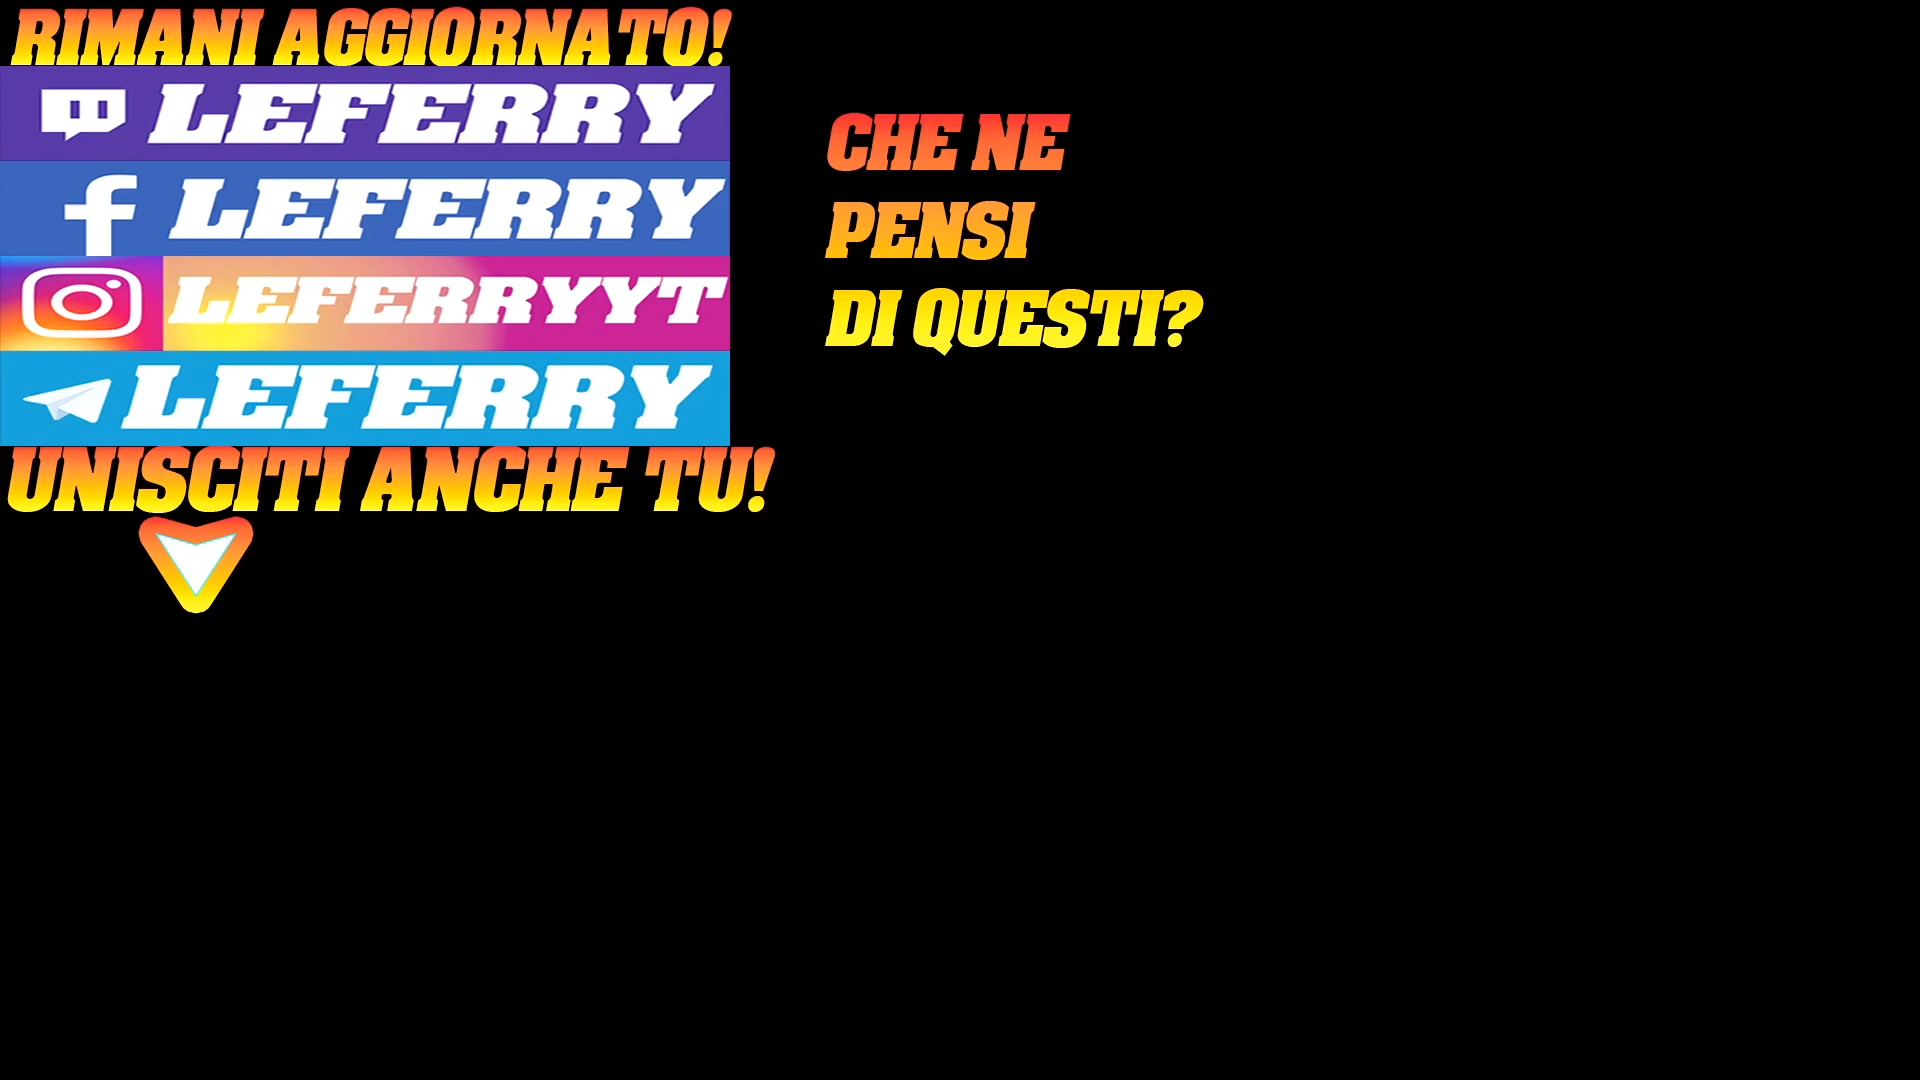 RIMANI AGGIORNATO!
LEFERRY
LEFERRY
LEFERRYYT
LEFERRY
UNISCITI ANCHE TU!
CHE NE
PENSI
DI QUESTI?